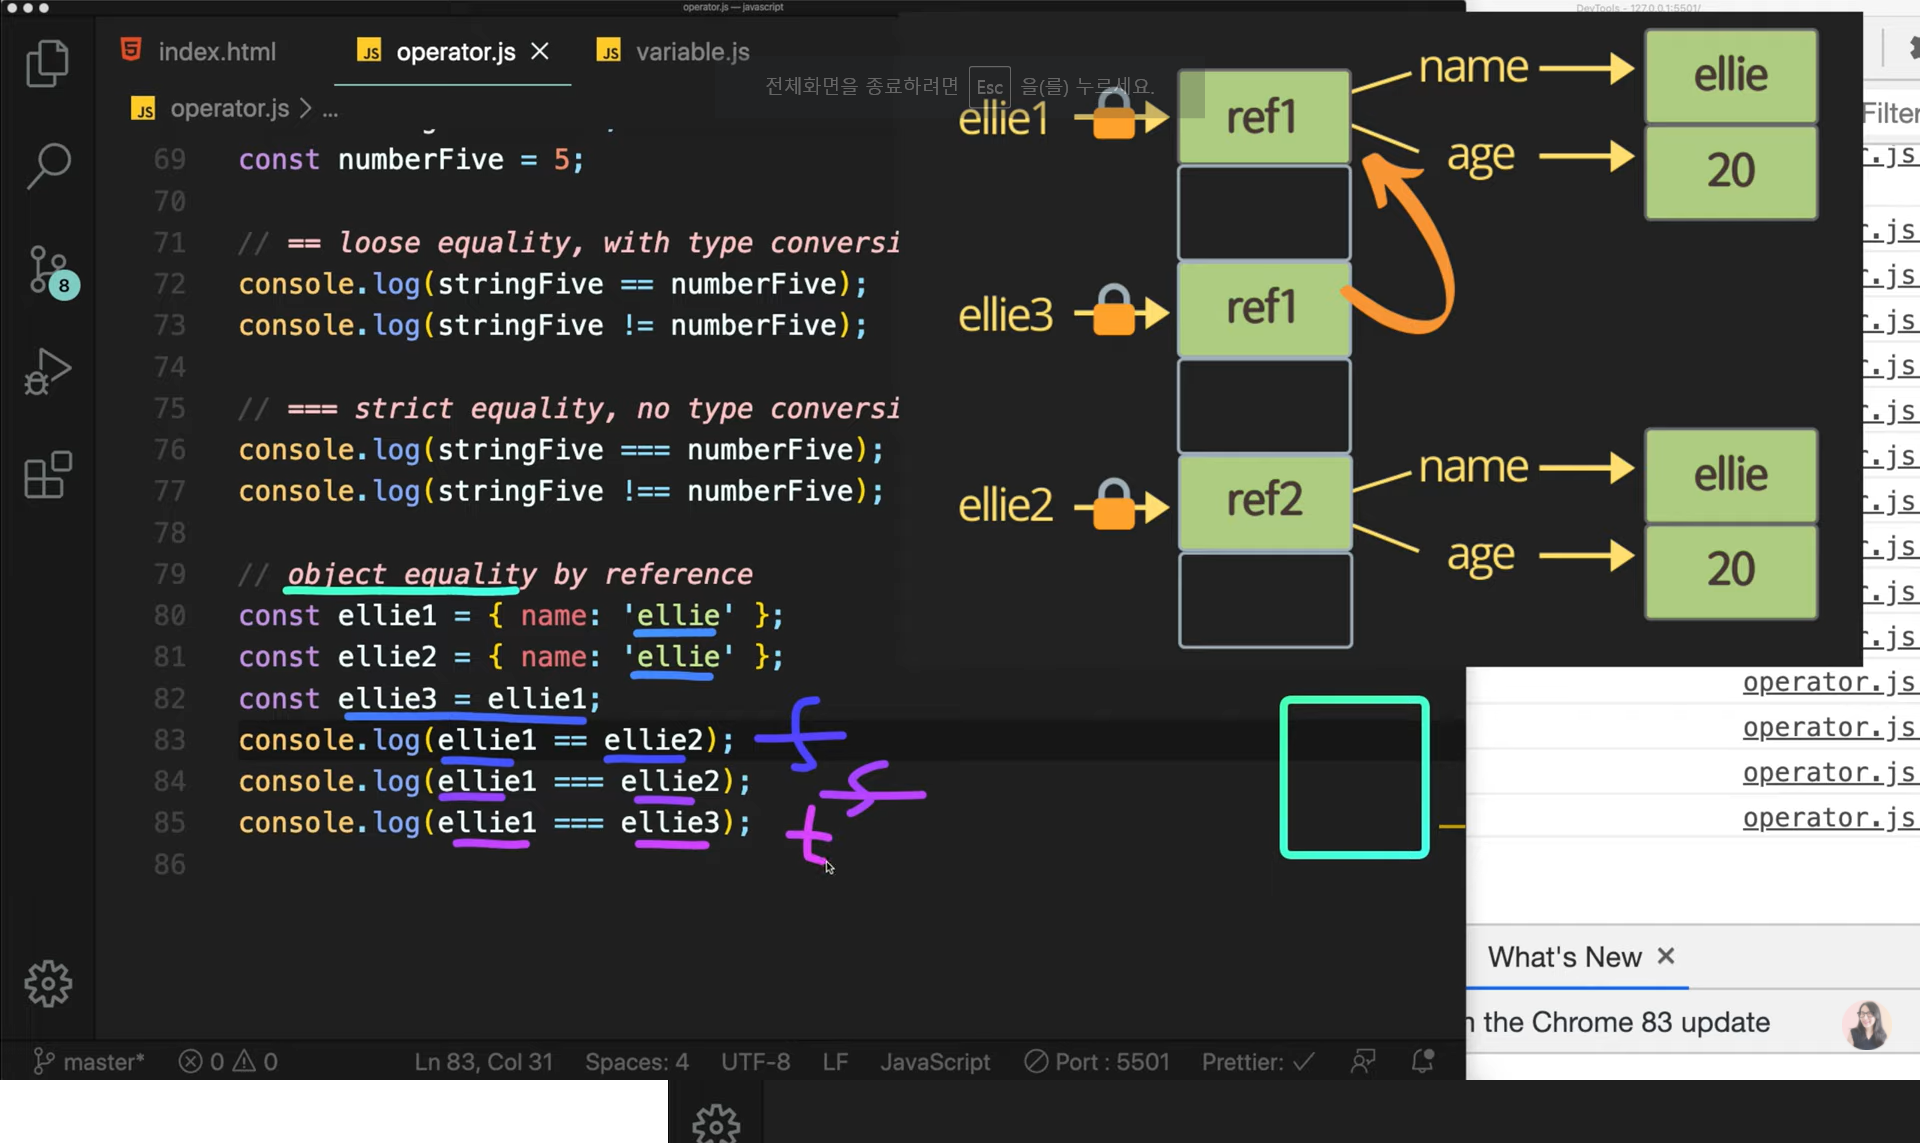 operator.js — javascript
DevTools - 127.0.0.1:5501/
index.html
JS operator.js ×
JS variable.js
JS operator.js > ...
전체화면을 종료하려면 Esc 을(를) 누르세요.
69 const numberFive = 5;
70
71 // == loose equality, with type conversi
72 console.log(stringFive == numberFive);
73 console.log(stringFive != numberFive);
74
75 // === strict equality, no type conversi
76 console.log(stringFive === numberFive);
77 console.log(stringFive !== numberFive);
78
79 // object equality by reference
80 const ellie1 = { name: 'ellie' };
81 const ellie2 = { name: 'ellie' };
82 const ellie3 = ellie1;
83 console.log(ellie1 == ellie2); f
84 console.log(ellie1 === ellie2); f
85 console.log(ellie1 === ellie3); t
86
8
ellie1 ref1 name ellie
age 20
ellie3 ref1
ellie2 ref2 name ellie
age 20
Filter
r.js
r.js
r.js
r.js
r.js
r.js
r.js
r.js
r.js
r.js
r.js
operator.js
operator.js
operator.js
operator.js
What's New ×
the Chrome 83 update
master* 0 0 Ln 83, Col 31 Spaces: 4 UTF-8 LF JavaScript Port : 5501 Prettier: ✓